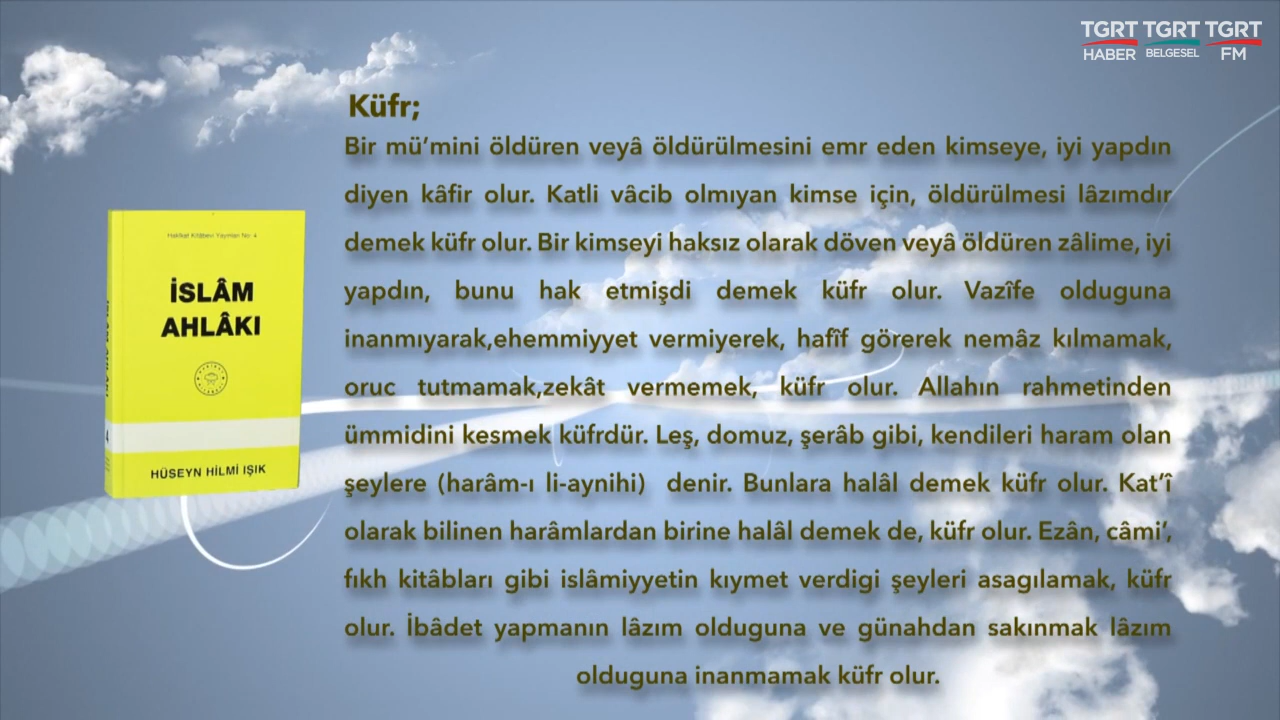 TGRT TGRT TGRT
HABER BELGESEL FM
Küfr;
Bir mü’mini öldüren veyâ öldürülmesini emr eden kimseye, iyi yapdın
diyen kâfir olur. Katli vâcib olmıyan kimse için, öldürülmesi lâzımdır
demek küfr olur. Bir kimseyi haksız olarak döven veyâ öldüren zâlime, iyi
yapdın, bunu hak etmişdi demek küfr olur. Vazîfe olduguna
inanmıyarak,ehemmiyyet vermiyerek, hafîf görerek nemâz kılmamak,
oruc tutmamak,zekât vermemek, küfr olur. Allahın rahmetinden
ümmidini kesmek küfrdür. Leş, domuz, şerâb gibi, kendileri haram olan
şeylere (harâm-ı li-aynihi) denir. Bunlara halâl demek küfr olur. Kat’î
olarak bilinen harâmlardan birine halâl demek de, küfr olur. Ezân, câmi’,
fıkh kitâbları gibi islâmiyyetin kıymet verdigi şeyleri asagılamak, küfr
olur. İbâdet yapmanın lâzım olduguna ve günahdan sakınmak lâzım
olduguna inanmamak küfr olur.
Hakîkat Kitâbevi Yayınları No: 4
İSLÂM
AHLÂKI
HÜSEYN HİLMİ IŞIK